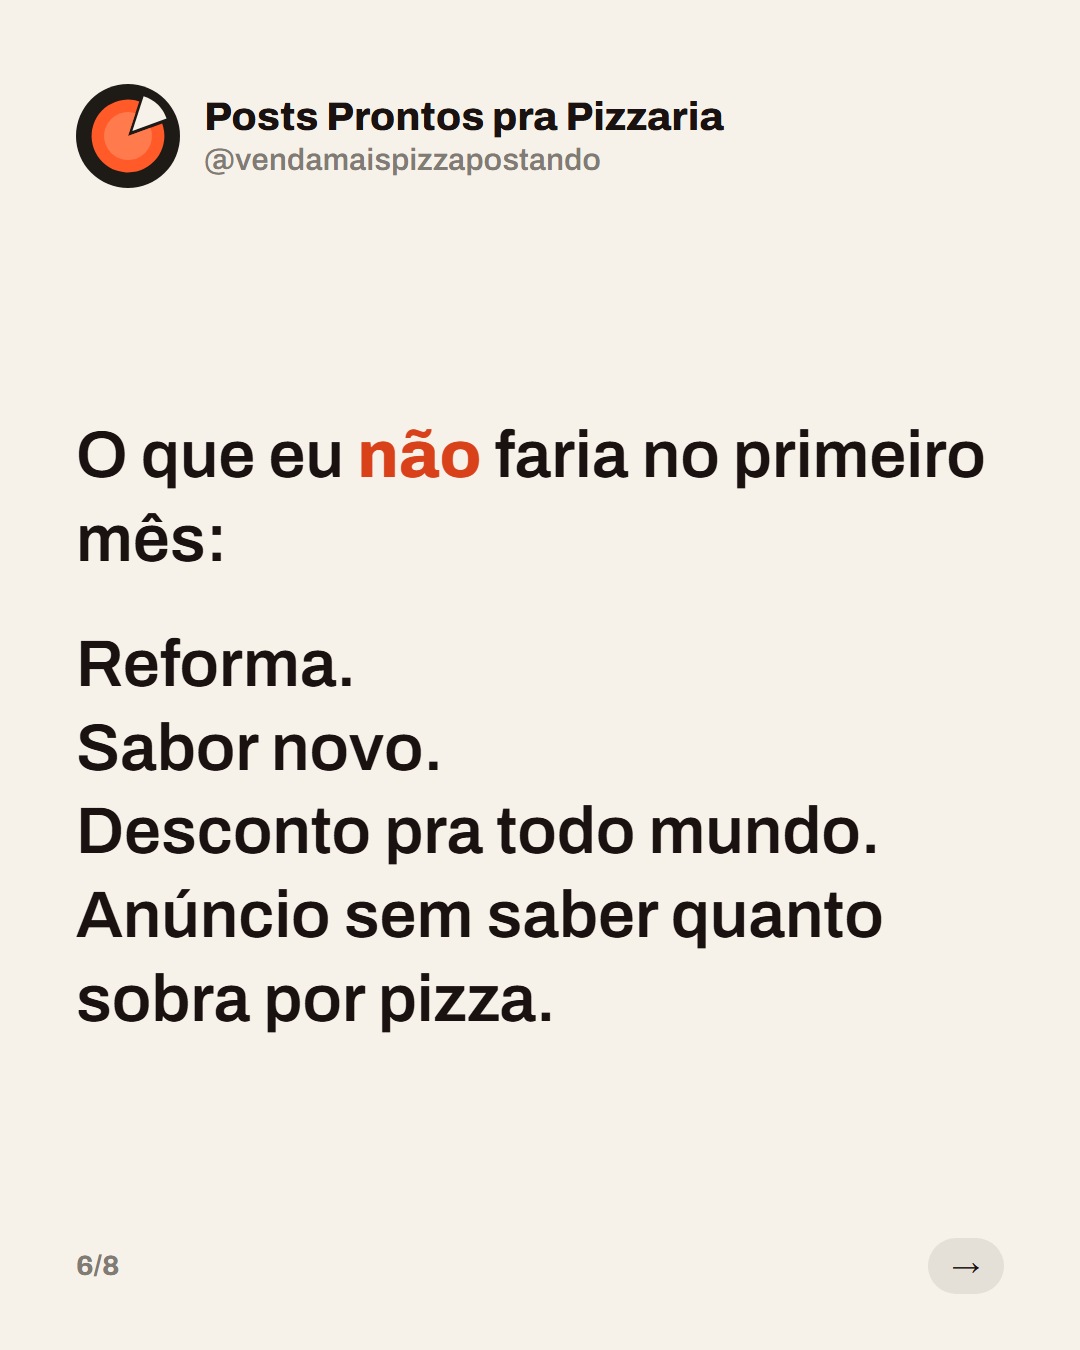 Posts Prontos pra Pizzaria
@vendamaispizzapostando
O que eu não faria no primeiro
mês:
Reforma.
Sabor novo.
Desconto pra todo mundo.
Anúncio sem saber quanto
sobra por pizza.
6/8
→